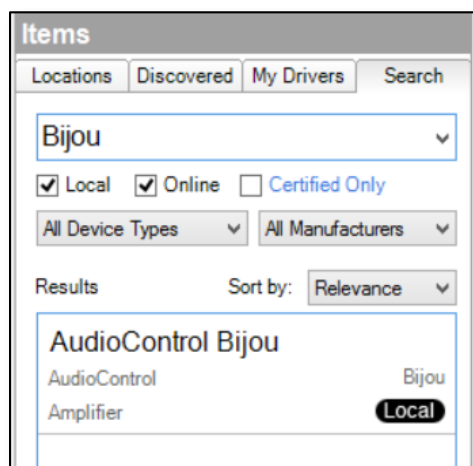 Items
Locations Discovered My Drivers Search
Bijou
Local Online Certified Only
All Device Types All Manufacturers
Results Sort by: Relevance
AudioControl Bijou
AudioControl Bijou
Amplifier Local